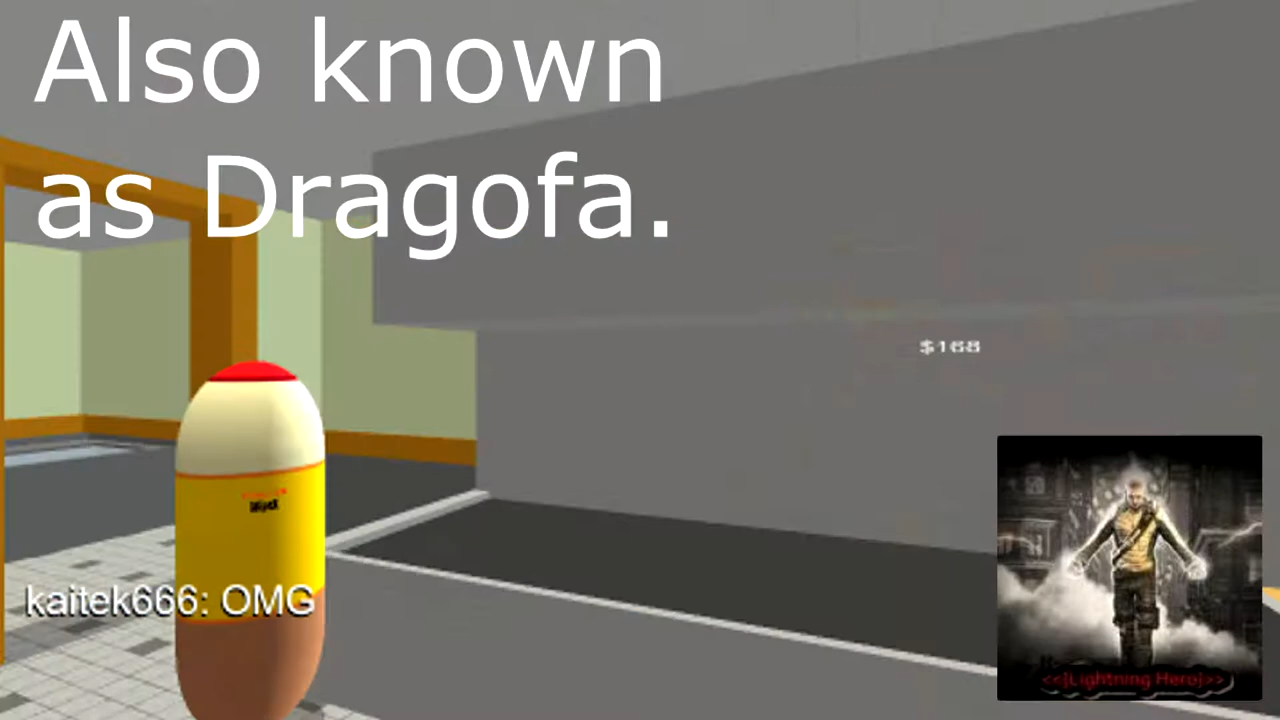 Also known
as Dragofa.
$168
kaitek666: OMG
<<[Lightning Hero]>>